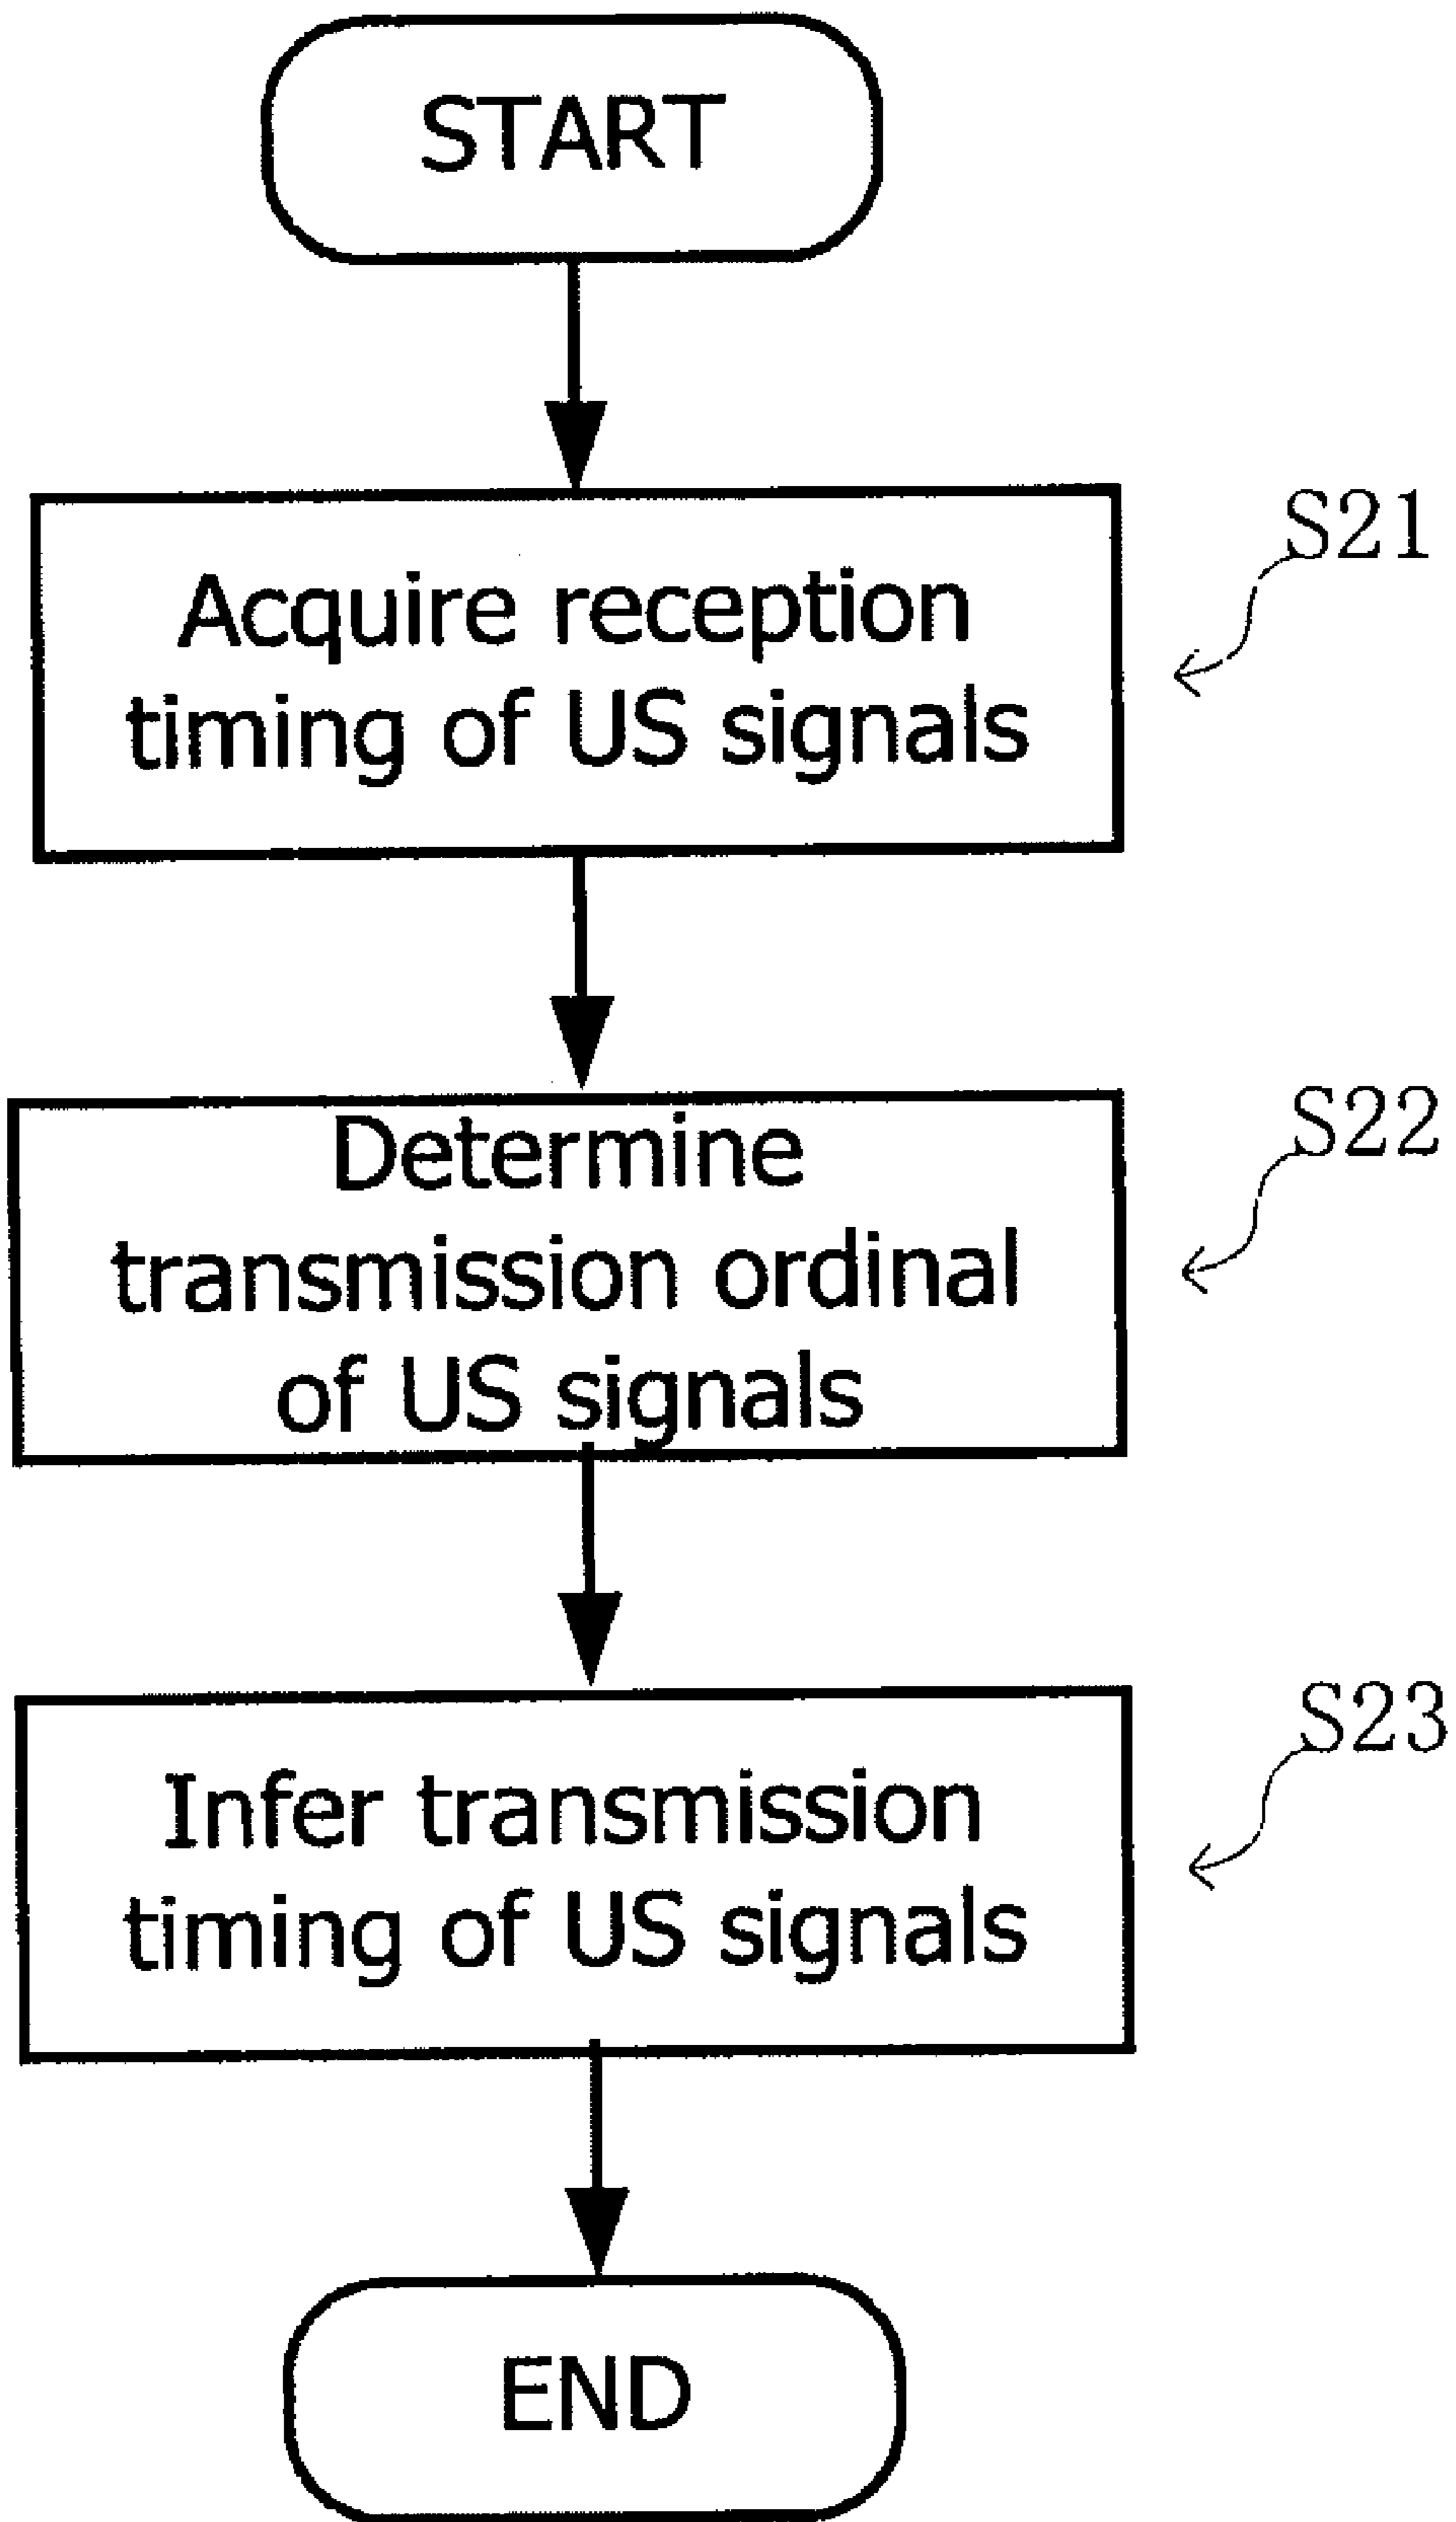 START
Acquire reception
timing of US signals
S21
Determine
transmission ordinal
of US signals
S22
Infer transmission
timing of US signals
S23
END